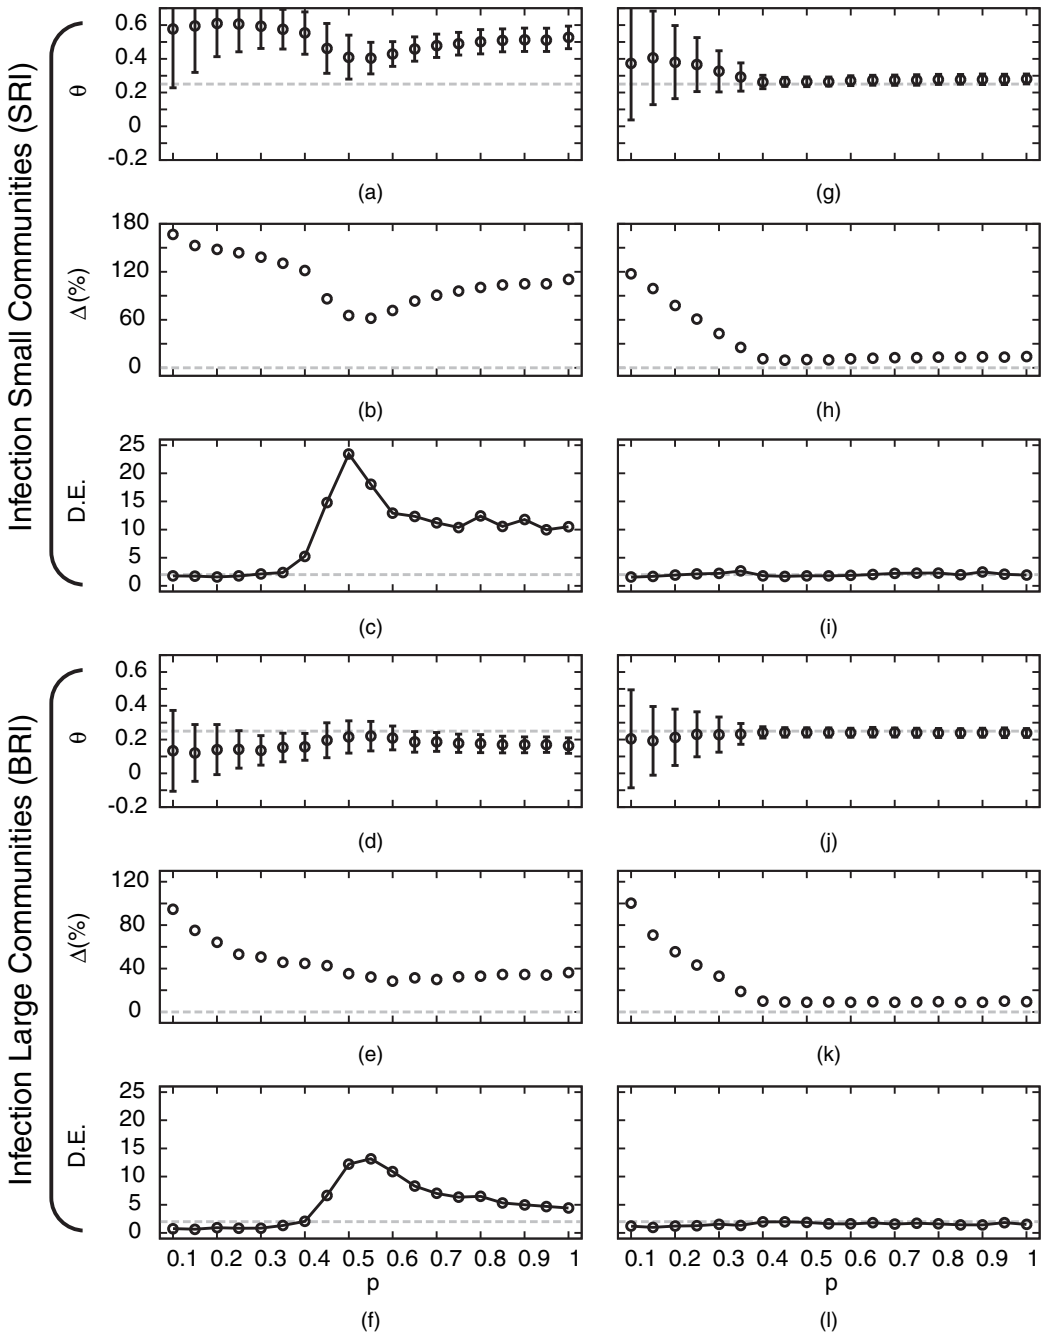 Infection Small Communities (SRI)
θ
0.6
0.4
0.2
0
-0.2
(a)
(g)
Δ(%)
180
120
60
0
(b)
(h)
D.E.
25
20
15
10
5
0
(c)
(i)
Infection Large Communities (BRI)
θ
0.6
0.4
0.2
0
-0.2
(d)
(j)
Δ(%)
120
80
40
0
(e)
(k)
D.E.
25
20
15
10
5
0
0.1 0.2 0.3 0.4 0.5 0.6 0.7 0.8 0.9 1
0.1 0.2 0.3 0.4 0.5 0.6 0.7 0.8 0.9 1
p
p
(f)
(l)